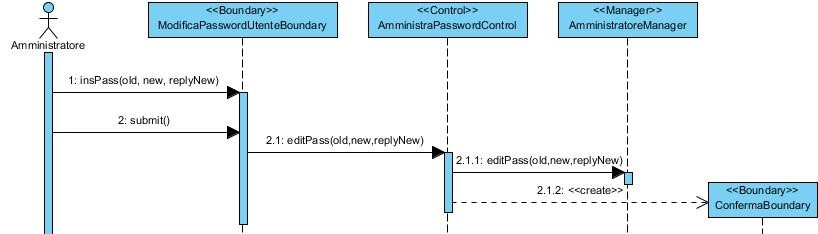 <<Boundary>>
ModificaPasswordUtenteBoundary
<<Control>>
AmministraPasswordControl
<<Manager>>
AmministratoreManager
Amministratore
1: insPass(old, new, replyNew)
2: submit()
2.1: editPass(old,new,replyNew)
2.1.1: editPass(old,new,replyNew)
2.1.2: <<create>>
<<Boundary>>
ConfermaBoundary